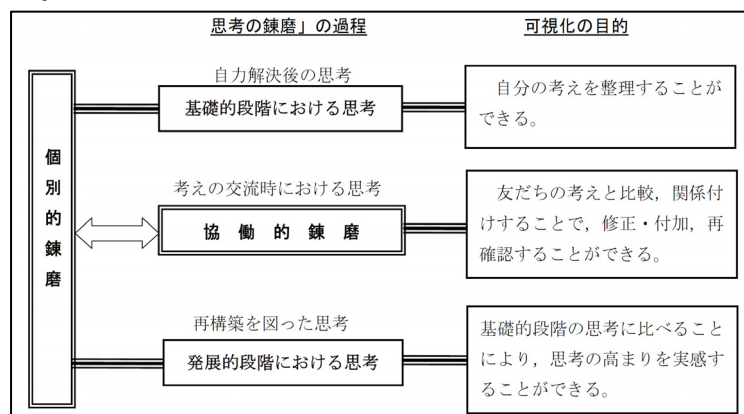 思考の錬磨」の過程
可視化の目的
個別的錬磨
自力解決後の思考
基礎的段階における思考
自分の考えを整理することが
できる。
考えの交流時における思考
協働的錬磨
友だちの考えと比較，関係付
けすることで，修正・付加，再
確認することができる。
再構築を図った思考
発展的段階における思考
基礎的段階の思考に比べること
により，思考の高まりを実感す
ることができる。